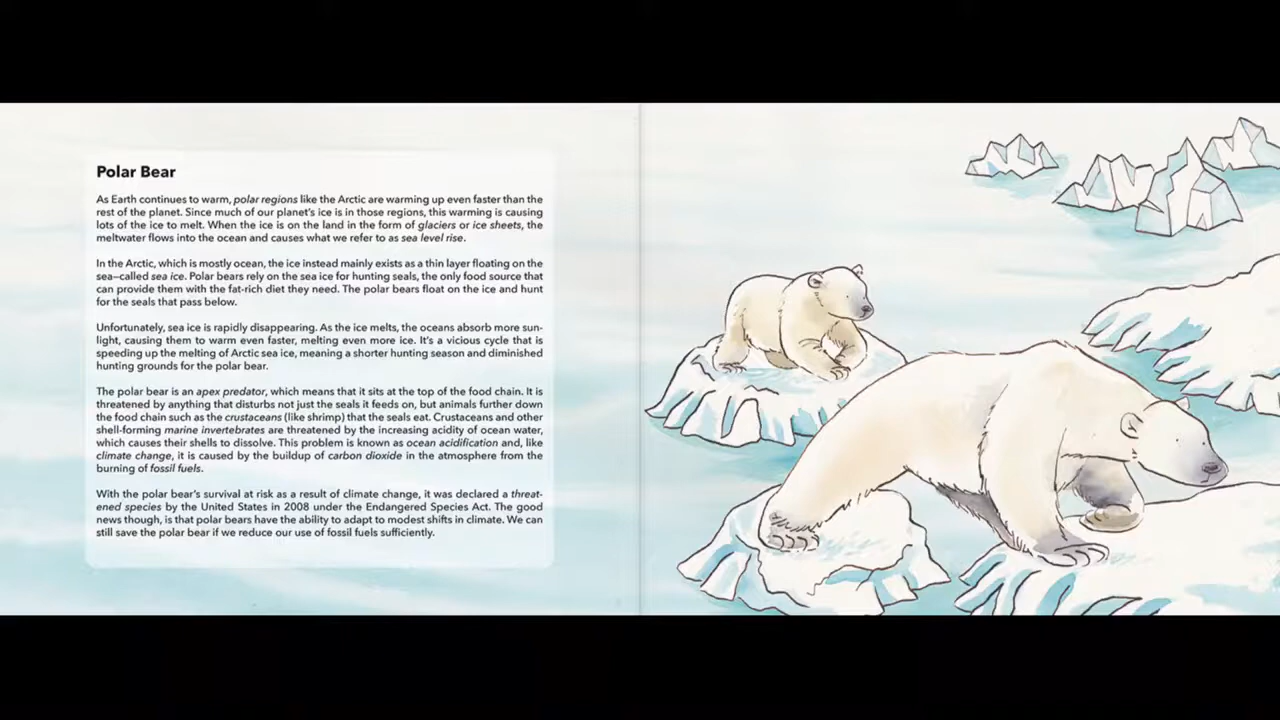 Polar Bear
As Earth continues to warm, polar regions like the Arctic are warming up even faster than the
rest of the planet. Since much of our planet's ice is in those regions, this warming is causing
lots of the ice to melt. When the ice is on the land in the form of glaciers or ice sheets, the
meltwater flows into the ocean and causes what we refer to as sea level rise.
In the Arctic, which is mostly ocean, the ice instead mainly exists as a thin layer floating on the
sea—called sea ice. Polar bears rely on the sea ice for hunting seals, the only food source that
can provide them with the fat-rich diet they need. The polar bears float on the ice and hunt
for the seals that pass below.
Unfortunately, sea ice is rapidly disappearing. As the ice melts, the oceans absorb more sun-
light, causing them to warm even faster, melting even more ice. It's a vicious cycle that is
speeding up the melting of Arctic sea ice, meaning a shorter hunting season and diminished
hunting grounds for the polar bear.
The polar bear is an apex predator, which means that it sits at the top of the food chain. It is
threatened by anything that disturbs not just the seals it feeds on, but animals further down
the food chain such as the crustaceans (like shrimp) that the seals eat. Crustaceans and other
shell-forming marine invertebrates are threatened by the increasing acidity of ocean water,
which causes their shells to dissolve. This problem is known as ocean acidification and, like
climate change, it is caused by the buildup of carbon dioxide in the atmosphere from the
burning of fossil fuels.
With the polar bear's survival at risk as a result of climate change, it was declared a threat-
ened species by the United States in 2008 under the Endangered Species Act. The good
news though, is that polar bears have the ability to adapt to modest shifts in climate. We can
still save the polar bear if we reduce our use of fossil fuels sufficiently.